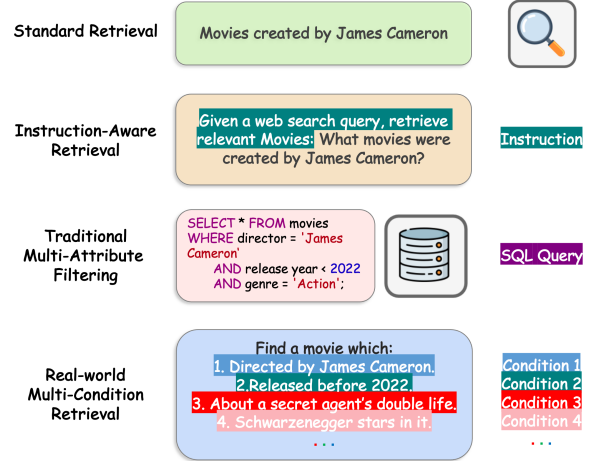 Standard Retrieval
Movies created by James Cameron
Instruction-Aware
Retrieval
Given a web search query, retrieve
relevant Movies: What movies were
created by James Cameron?
Instruction
Traditional
Multi-Attribute
Filtering
SELECT * FROM movies
WHERE director = 'James
Cameron'
AND release year < 2022
AND genre = 'Action';
SQL Query
Real-world
Multi-Condition
Retrieval
Find a movie which:
1. Directed by James Cameron.
2.Released before 2022.
3. About a secret agent's double life.
4. Schwarzenegger stars in it.
...
Condition 1
Condition 2
Condition 3
Condition 4
...